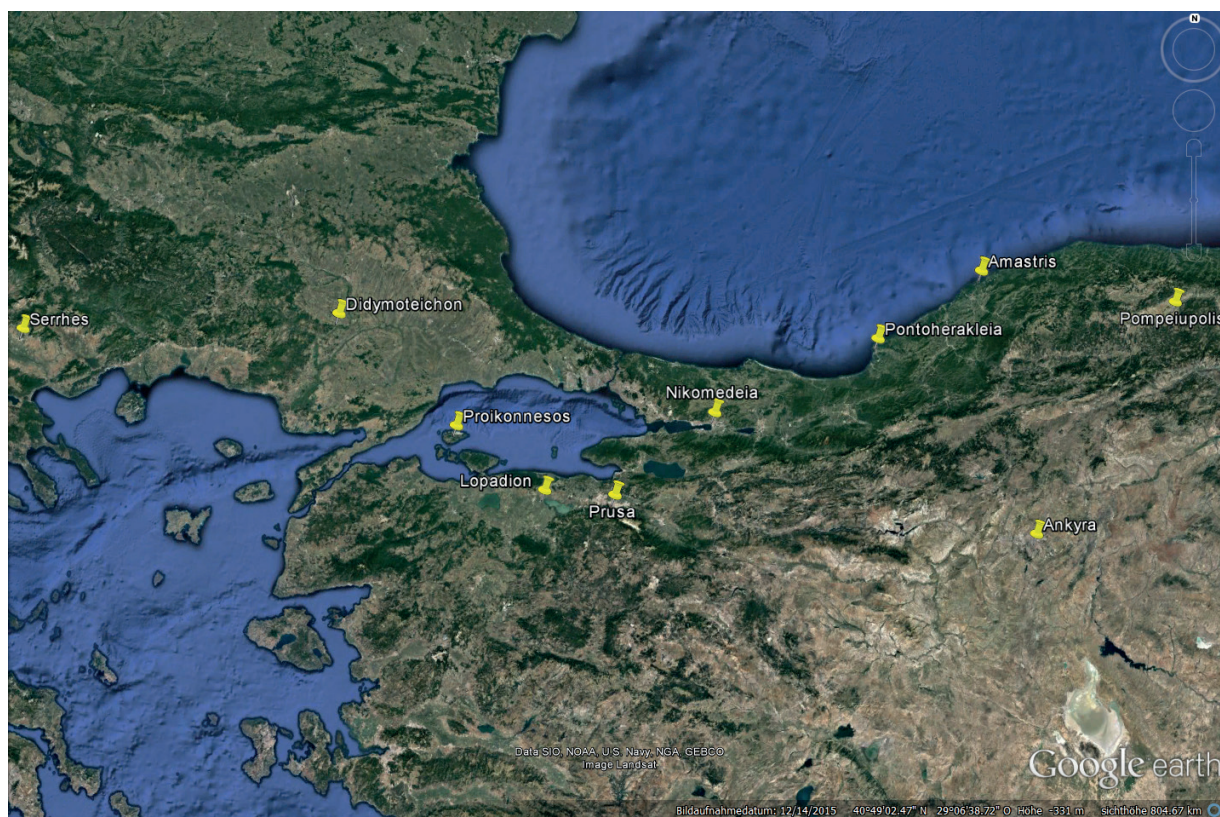 N
Amastris
Pompeiupolis
Didymoteichon
Serrhes
Pontoherakleia
Nikomedeia
Proikonnesos
Lopadion
Prusa
Ankyra
Data SIO, NOAA, U.S. Navy, NGA, GEBCO
Image Landsat
Google earth
Bildaufnahmedatum: 12/14/2015 40°49'02.47" N 29°06'38.72" O Höhe -331 m sichthöhe 804.67 km